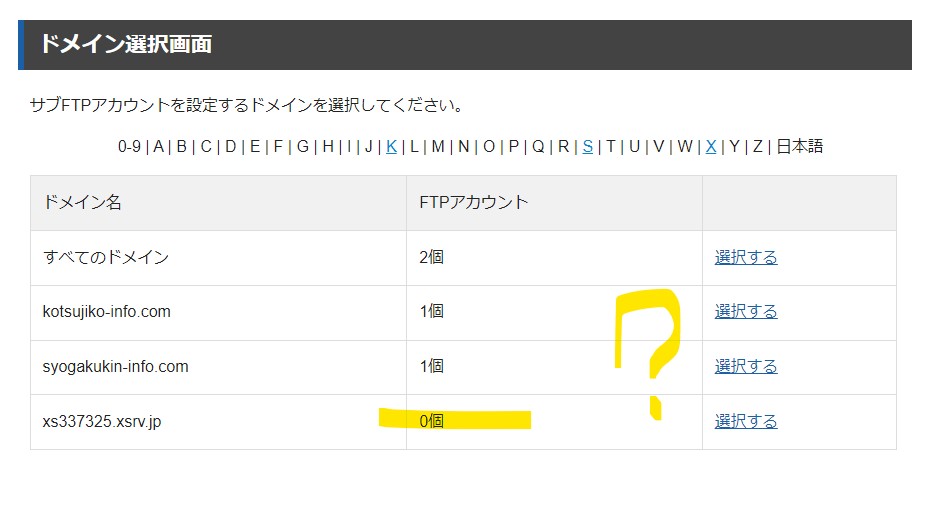 ドメイン選択画面
サブFTPアカウントを設定するドメインを選択してください。
0-9 | A | B | C | D | E | F | G | H | I | J | K | L | M | N | O | P | Q | R | S | T | U | V | W | X | Y | Z | 日本語
ドメイン名 FTPアカウント
すべてのドメイン 2個 選択する
kotsujiko-info.com 1個 選択する
syogakukin-info.com 1個 選択する
xs337325.xsrv.jp 0個 選択する
?